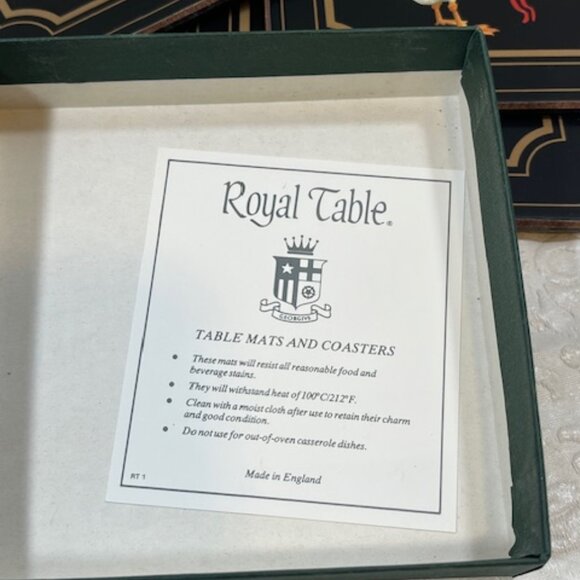 Royal Table®
GEORGIVS
TABLE MATS AND COASTERS
• These mats will resist all reasonable food and
beverage stains.
• They will withstand heat of 100°C/212°F.
• Clean with a moist cloth after use to retain their charm
and good condition.
• Do not use for out-of-oven casserole dishes.
RT 1
Made in England